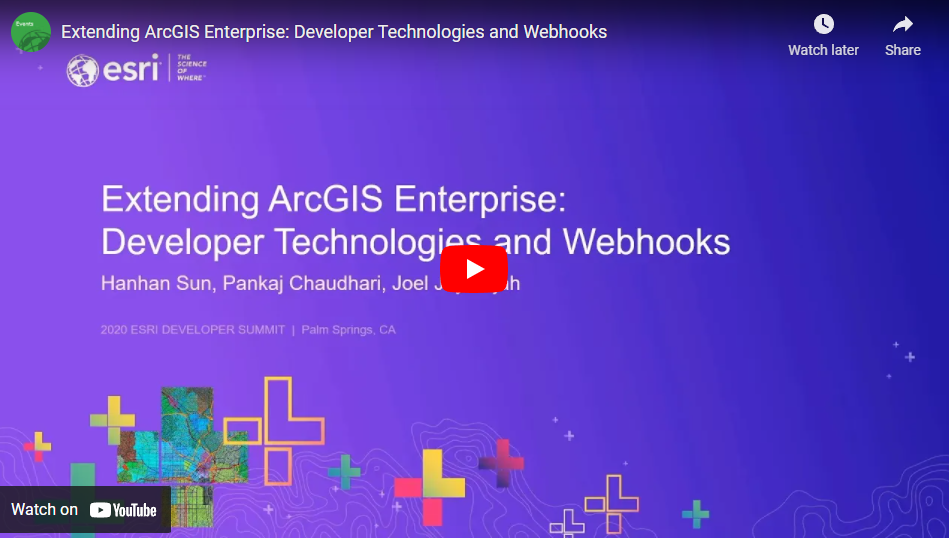 Events
Extending ArcGIS Enterprise: Developer Technologies and Webhooks
Watch later
Share
esri
THE
SCIENCE
OF
WHERE
Extending ArcGIS Enterprise:
Developer Technologies and Webhooks
Hanhan Sun, Pankaj Chaudhari, Joel
2020 ESRI DEVELOPER SUMMIT | Palm Springs, CA
Watch on YouTube